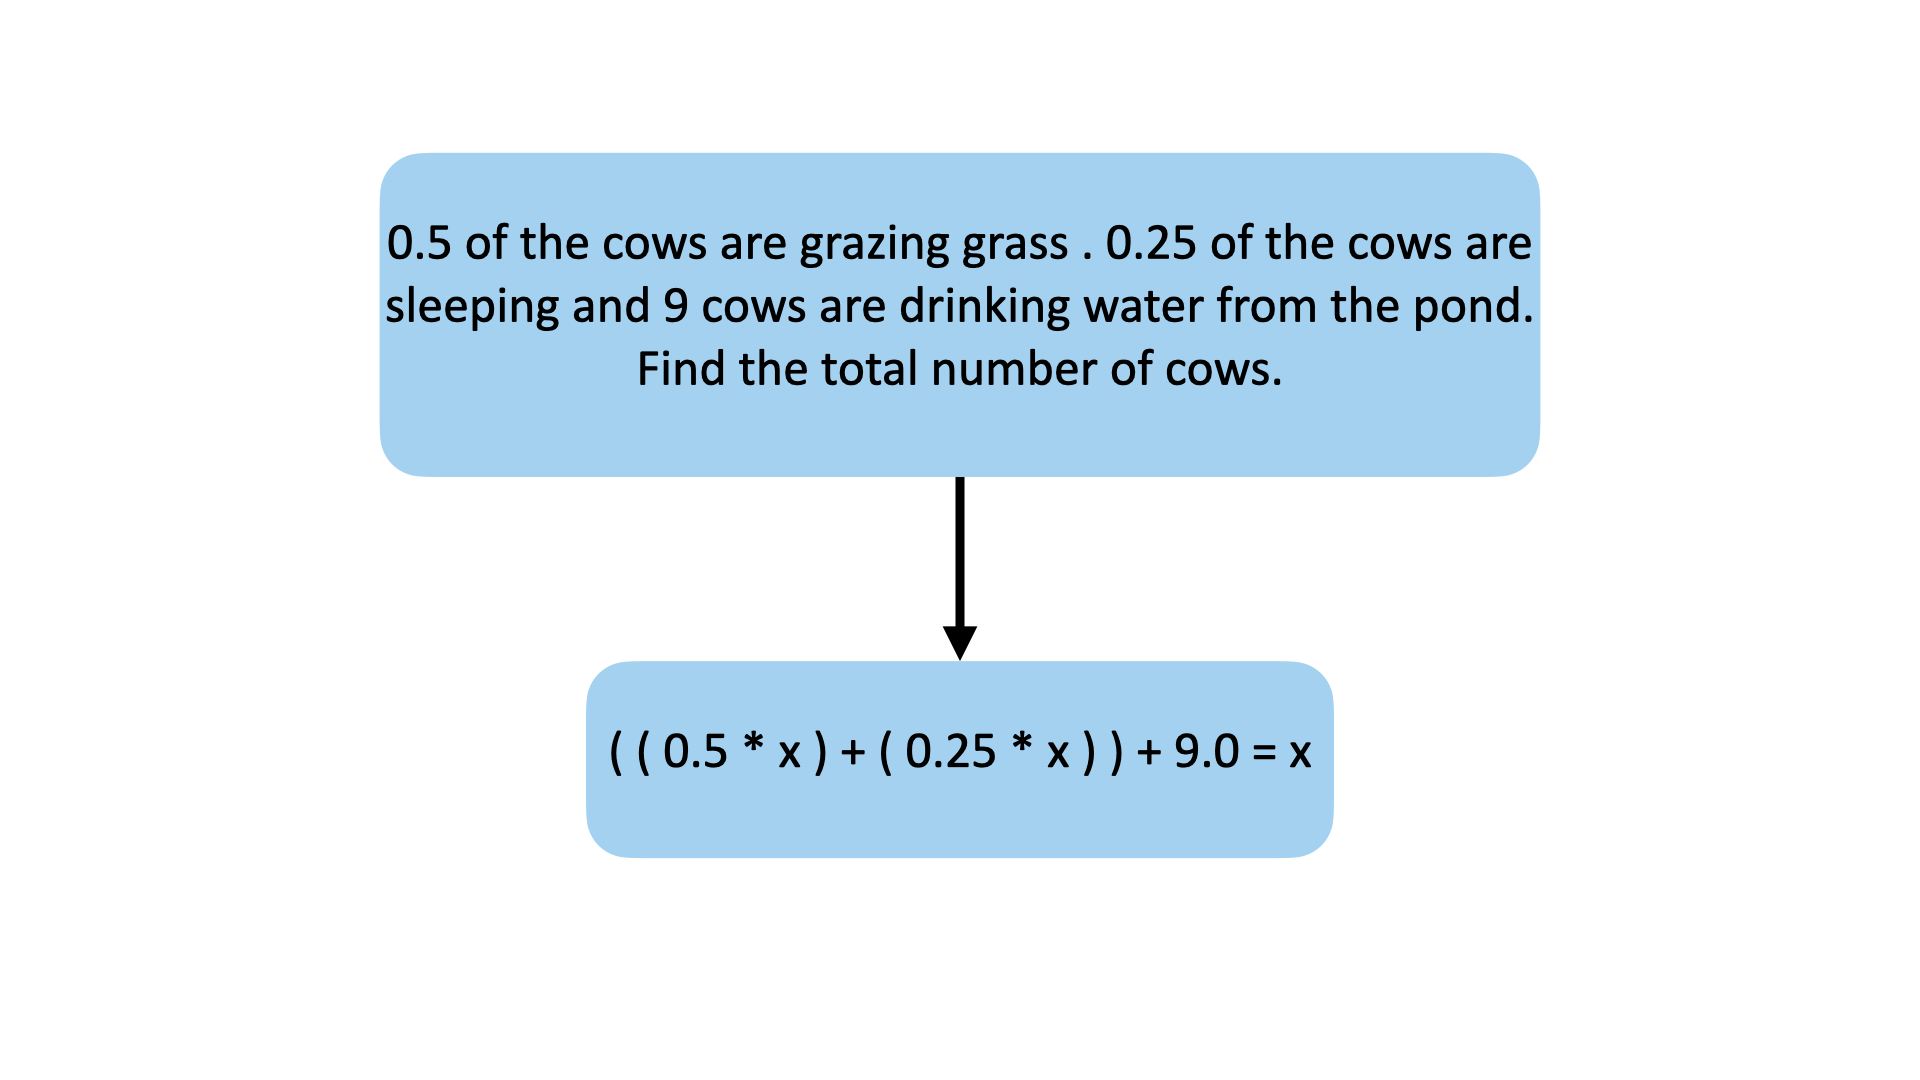 0.5 of the cows are grazing grass . 0.25 of the cows are
sleeping and 9 cows are drinking water from the pond.
Find the total number of cows.
( ( 0.5 * x ) + ( 0.25 * x ) ) + 9.0 = x